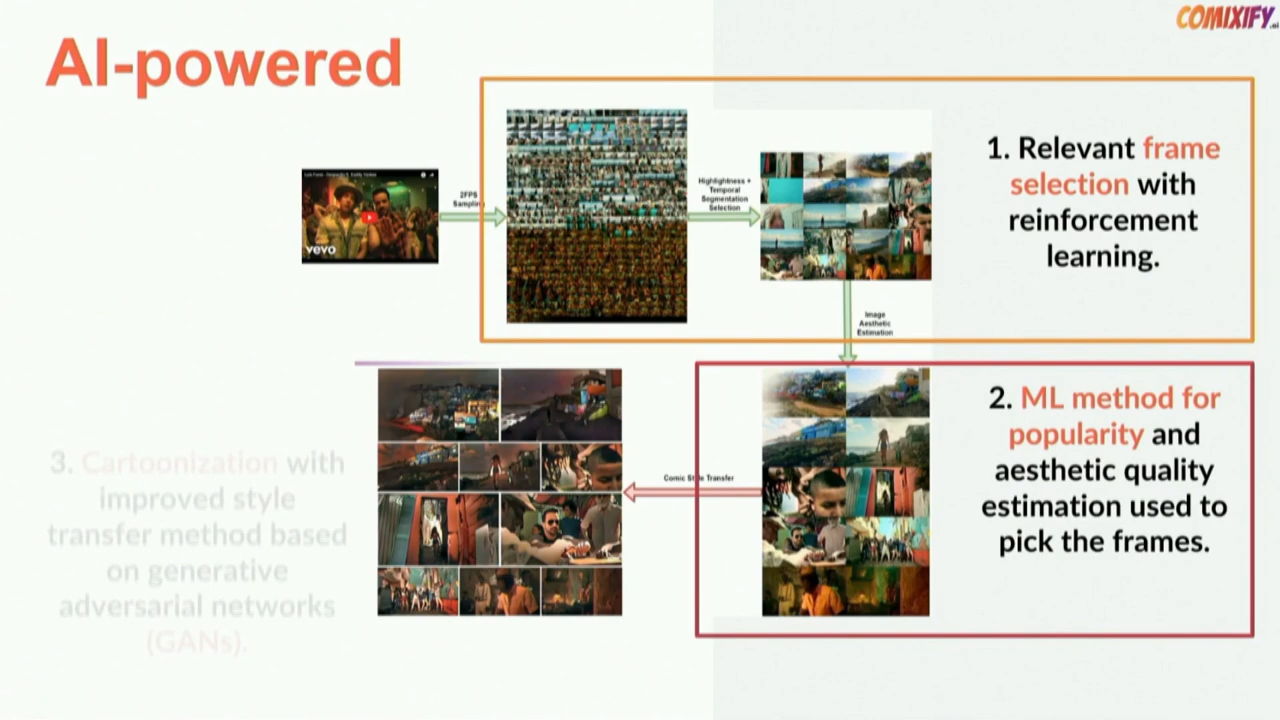 COMIXIFY.ai
AI-powered
1. Relevant frame
selection with
reinforcement
learning.
2FPS
Sampling
Highlightness +
Temporal
Segmentation
Selection
vevo
Image
Aesthetic
Estimation
2. ML method for
popularity and
aesthetic quality
estimation used to
pick the frames.
Comic Style Transfer
3. Cartoonization with
improved style
transfer method based
on generative
adversarial networks
(GANs).